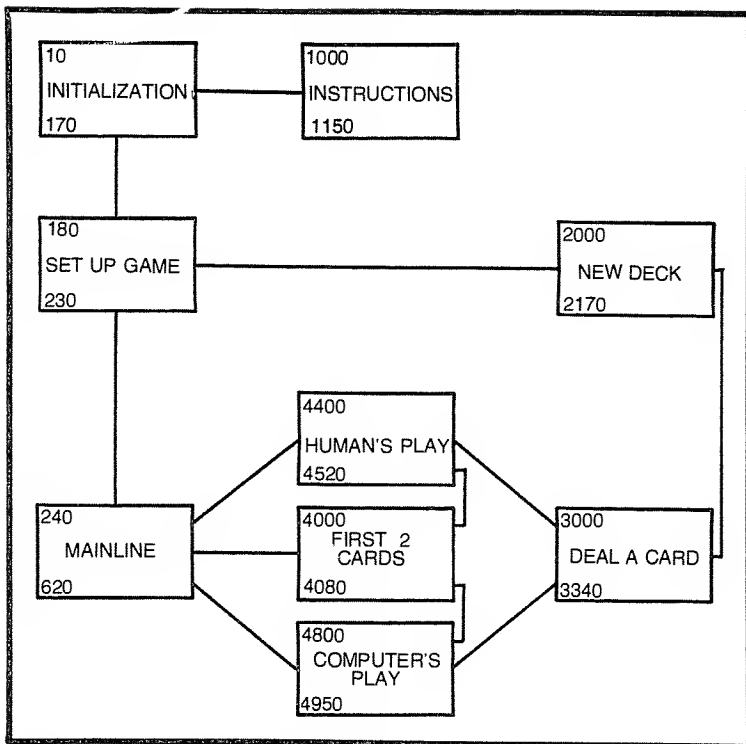 10
INITIALIZATION
170
1000
INSTRUCTIONS
1150
180
SET UP GAME
230
2000
NEW DECK
2170
4400
HUMAN'S PLAY
4520
240
MAINLINE
620
4000
FIRST 2
CARDS
4080
3000
DEAL A CARD
3340
4800
COMPUTER'S
PLAY
4950